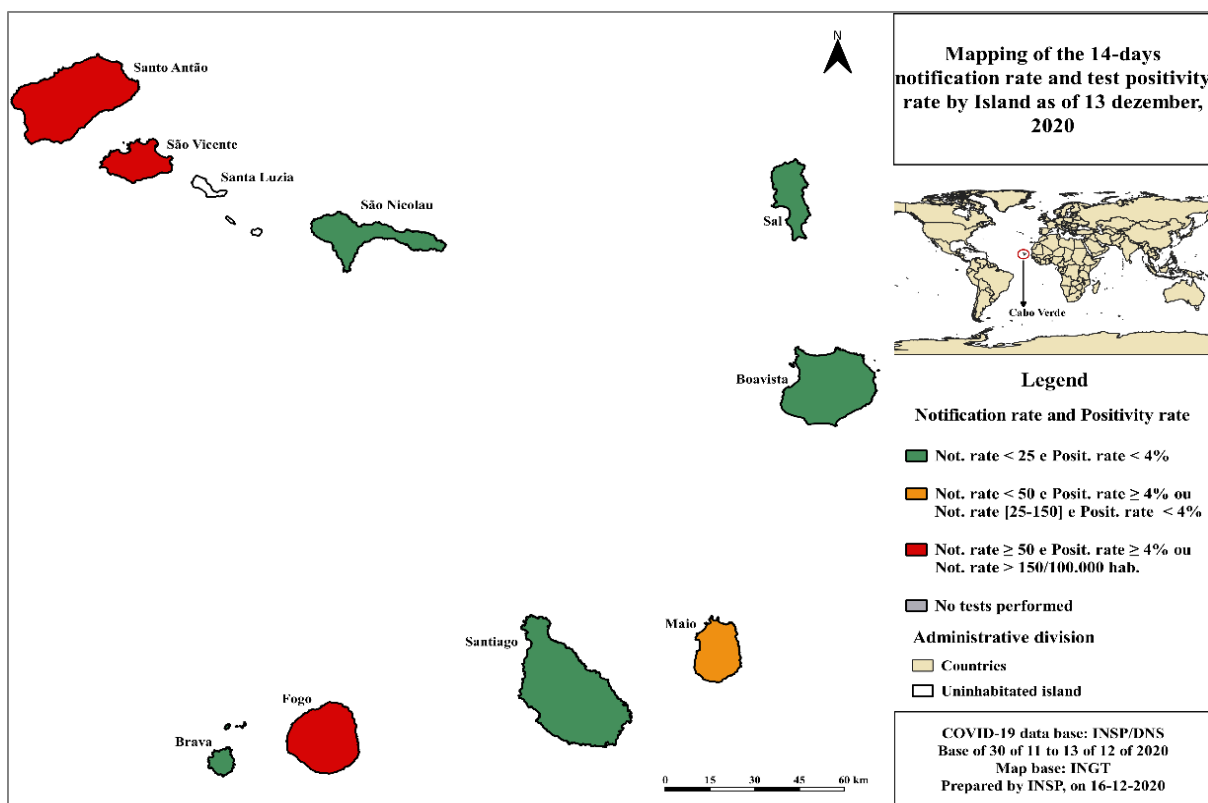 Mapping of the 14-days
notification rate and test positivity
rate by Island as of 13 dezember,
2020
N
Santo Antão
São Vicente
Santa Luzia
São Nicolau
Sal
Boavista
Cabo Verde
Legend
Notification rate and Positivity rate
Not. rate < 25 e Posit. rate < 4%
Not. rate < 50 e Posit. rate ≥ 4% ou
Not. rate [25-150] e Posit. rate < 4%
Not. rate ≥ 50 e Posit. rate ≥ 4% ou
Not. rate > 150/100.000 hab.
No tests performed
Administrative division
Countries
Uninhabitated island
Maio
Santiago
Fogo
Brava
0 15 30 45 60 km
COVID-19 data base: INSP/DNS
Base of 30 of 11 to 13 of 12 of 2020
Map base: INGT
Prepared by INSP, on 16-12-2020